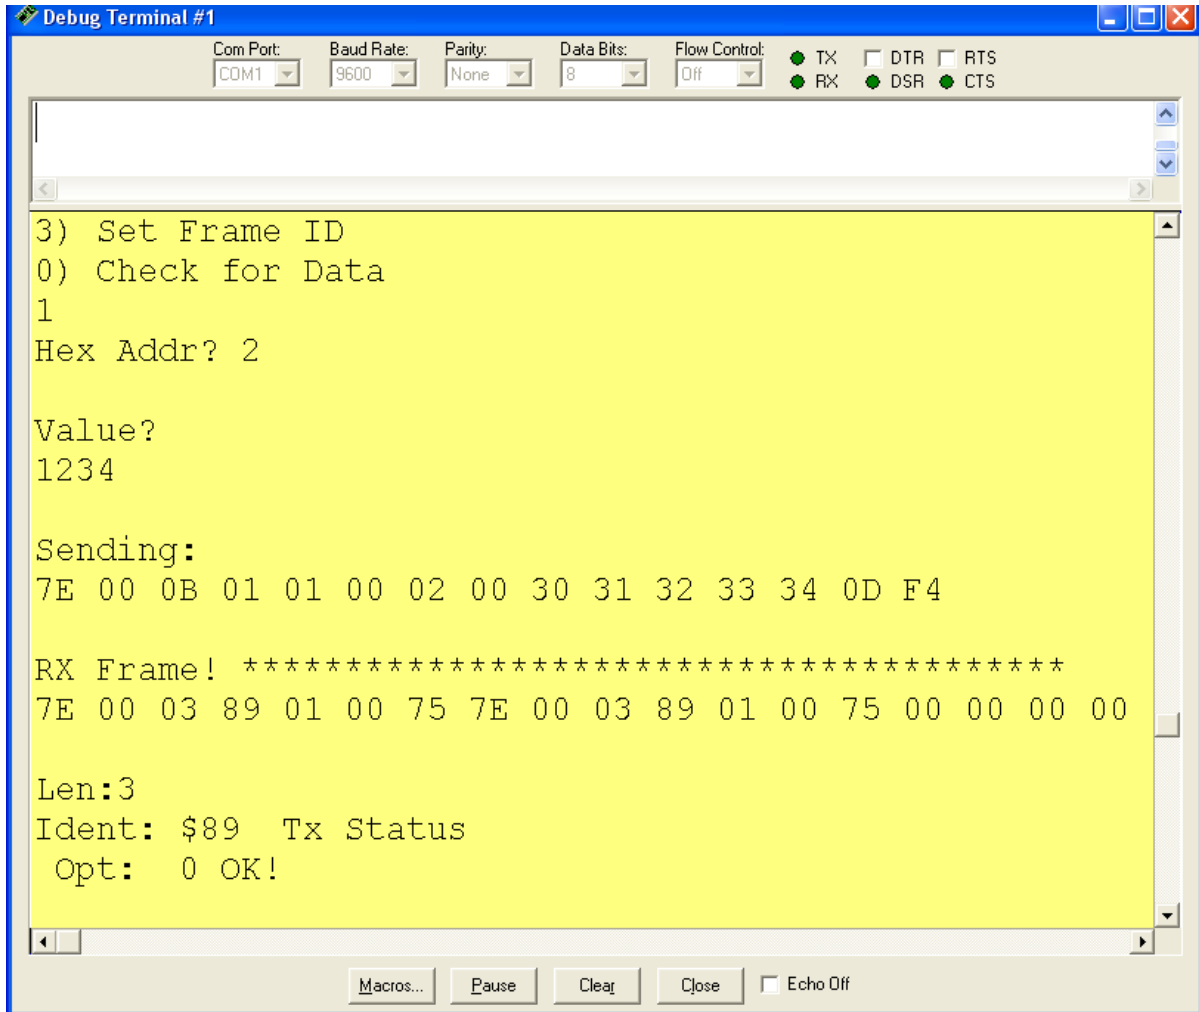 Debug Terminal #1
Com Port: Baud Rate: Parity: Data Bits: Flow Control:
COM1 9600 None 8 Off
TX DTR RTS
RX DSR CTS
3) Set Frame ID
0) Check for Data
1
Hex Addr? 2
Value?
1234
Sending:
7E 00 0B 01 01 00 02 00 30 31 32 33 34 0D F4
RX Frame! ****************************************
7E 00 03 89 01 00 75 7E 00 03 89 01 00 75 00 00 00 00
Len:3
Ident: $89 Tx Status
Opt: 0 OK!
Macros... Pause Clear Close Echo Off